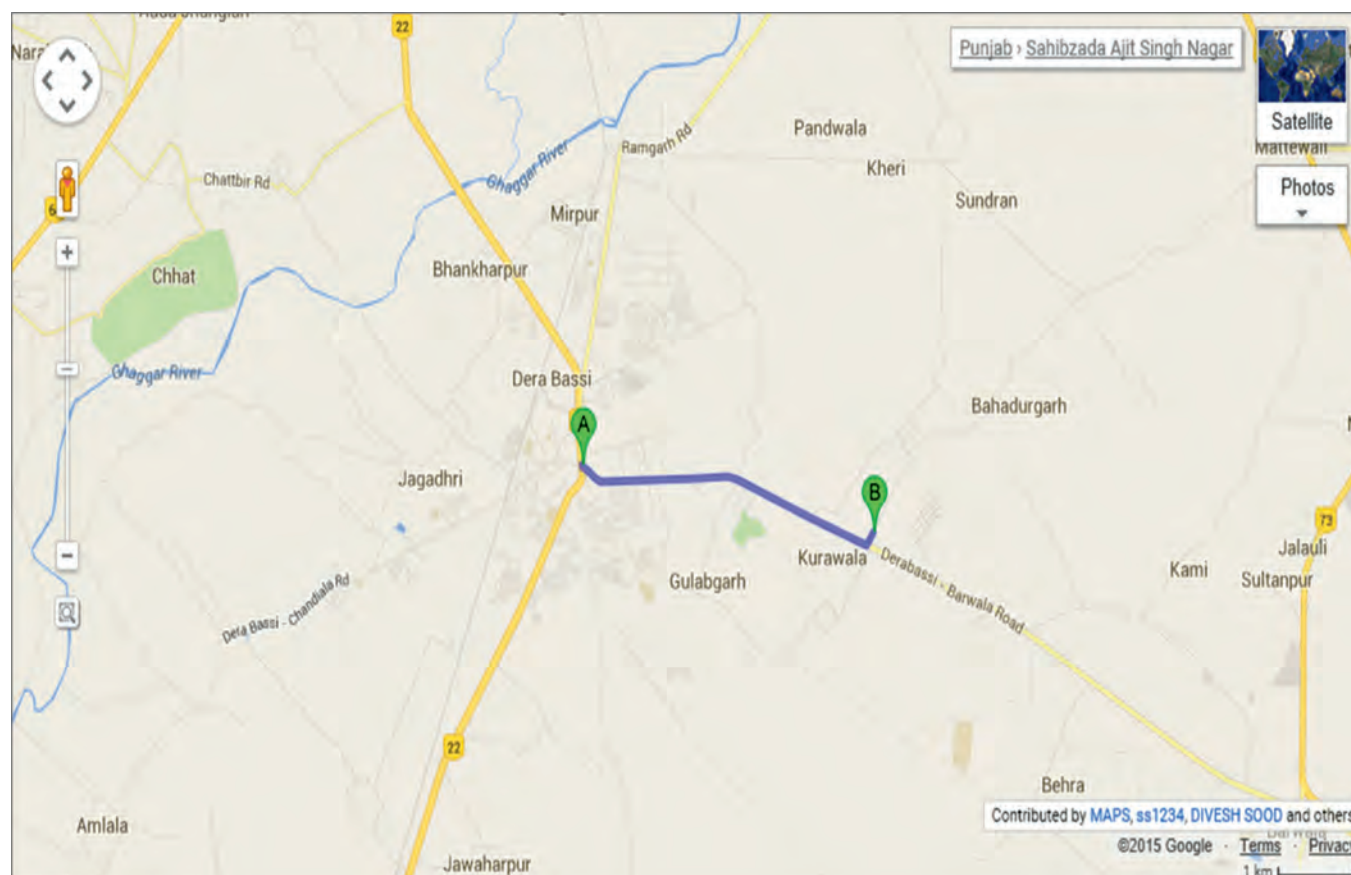 22
Punjab › Sahibzada Ajit Singh Nagar
Satellite
Mattewall
Photos
Pandwala
Kheri
Sundran
Ramgarh Rd
Ghaggar River
Chattbir Rd
Mirpur
Bhankharpur
Chhat
Ghaggar River
Dera Bassi
A
Bahadurgarh
Jagadhri
B
73
Jalauli
Kurawala
Derabassi - Barwala Road
Kami
Sultanpur
Gulabgarh
Dera Bassi - Chandiala Rd
22
Behra
Contributed by MAPS, ss1234, DIVESH SOOD and others
Amlala
©2015 Google · Terms · Privacy
Jawaharpur
1 km